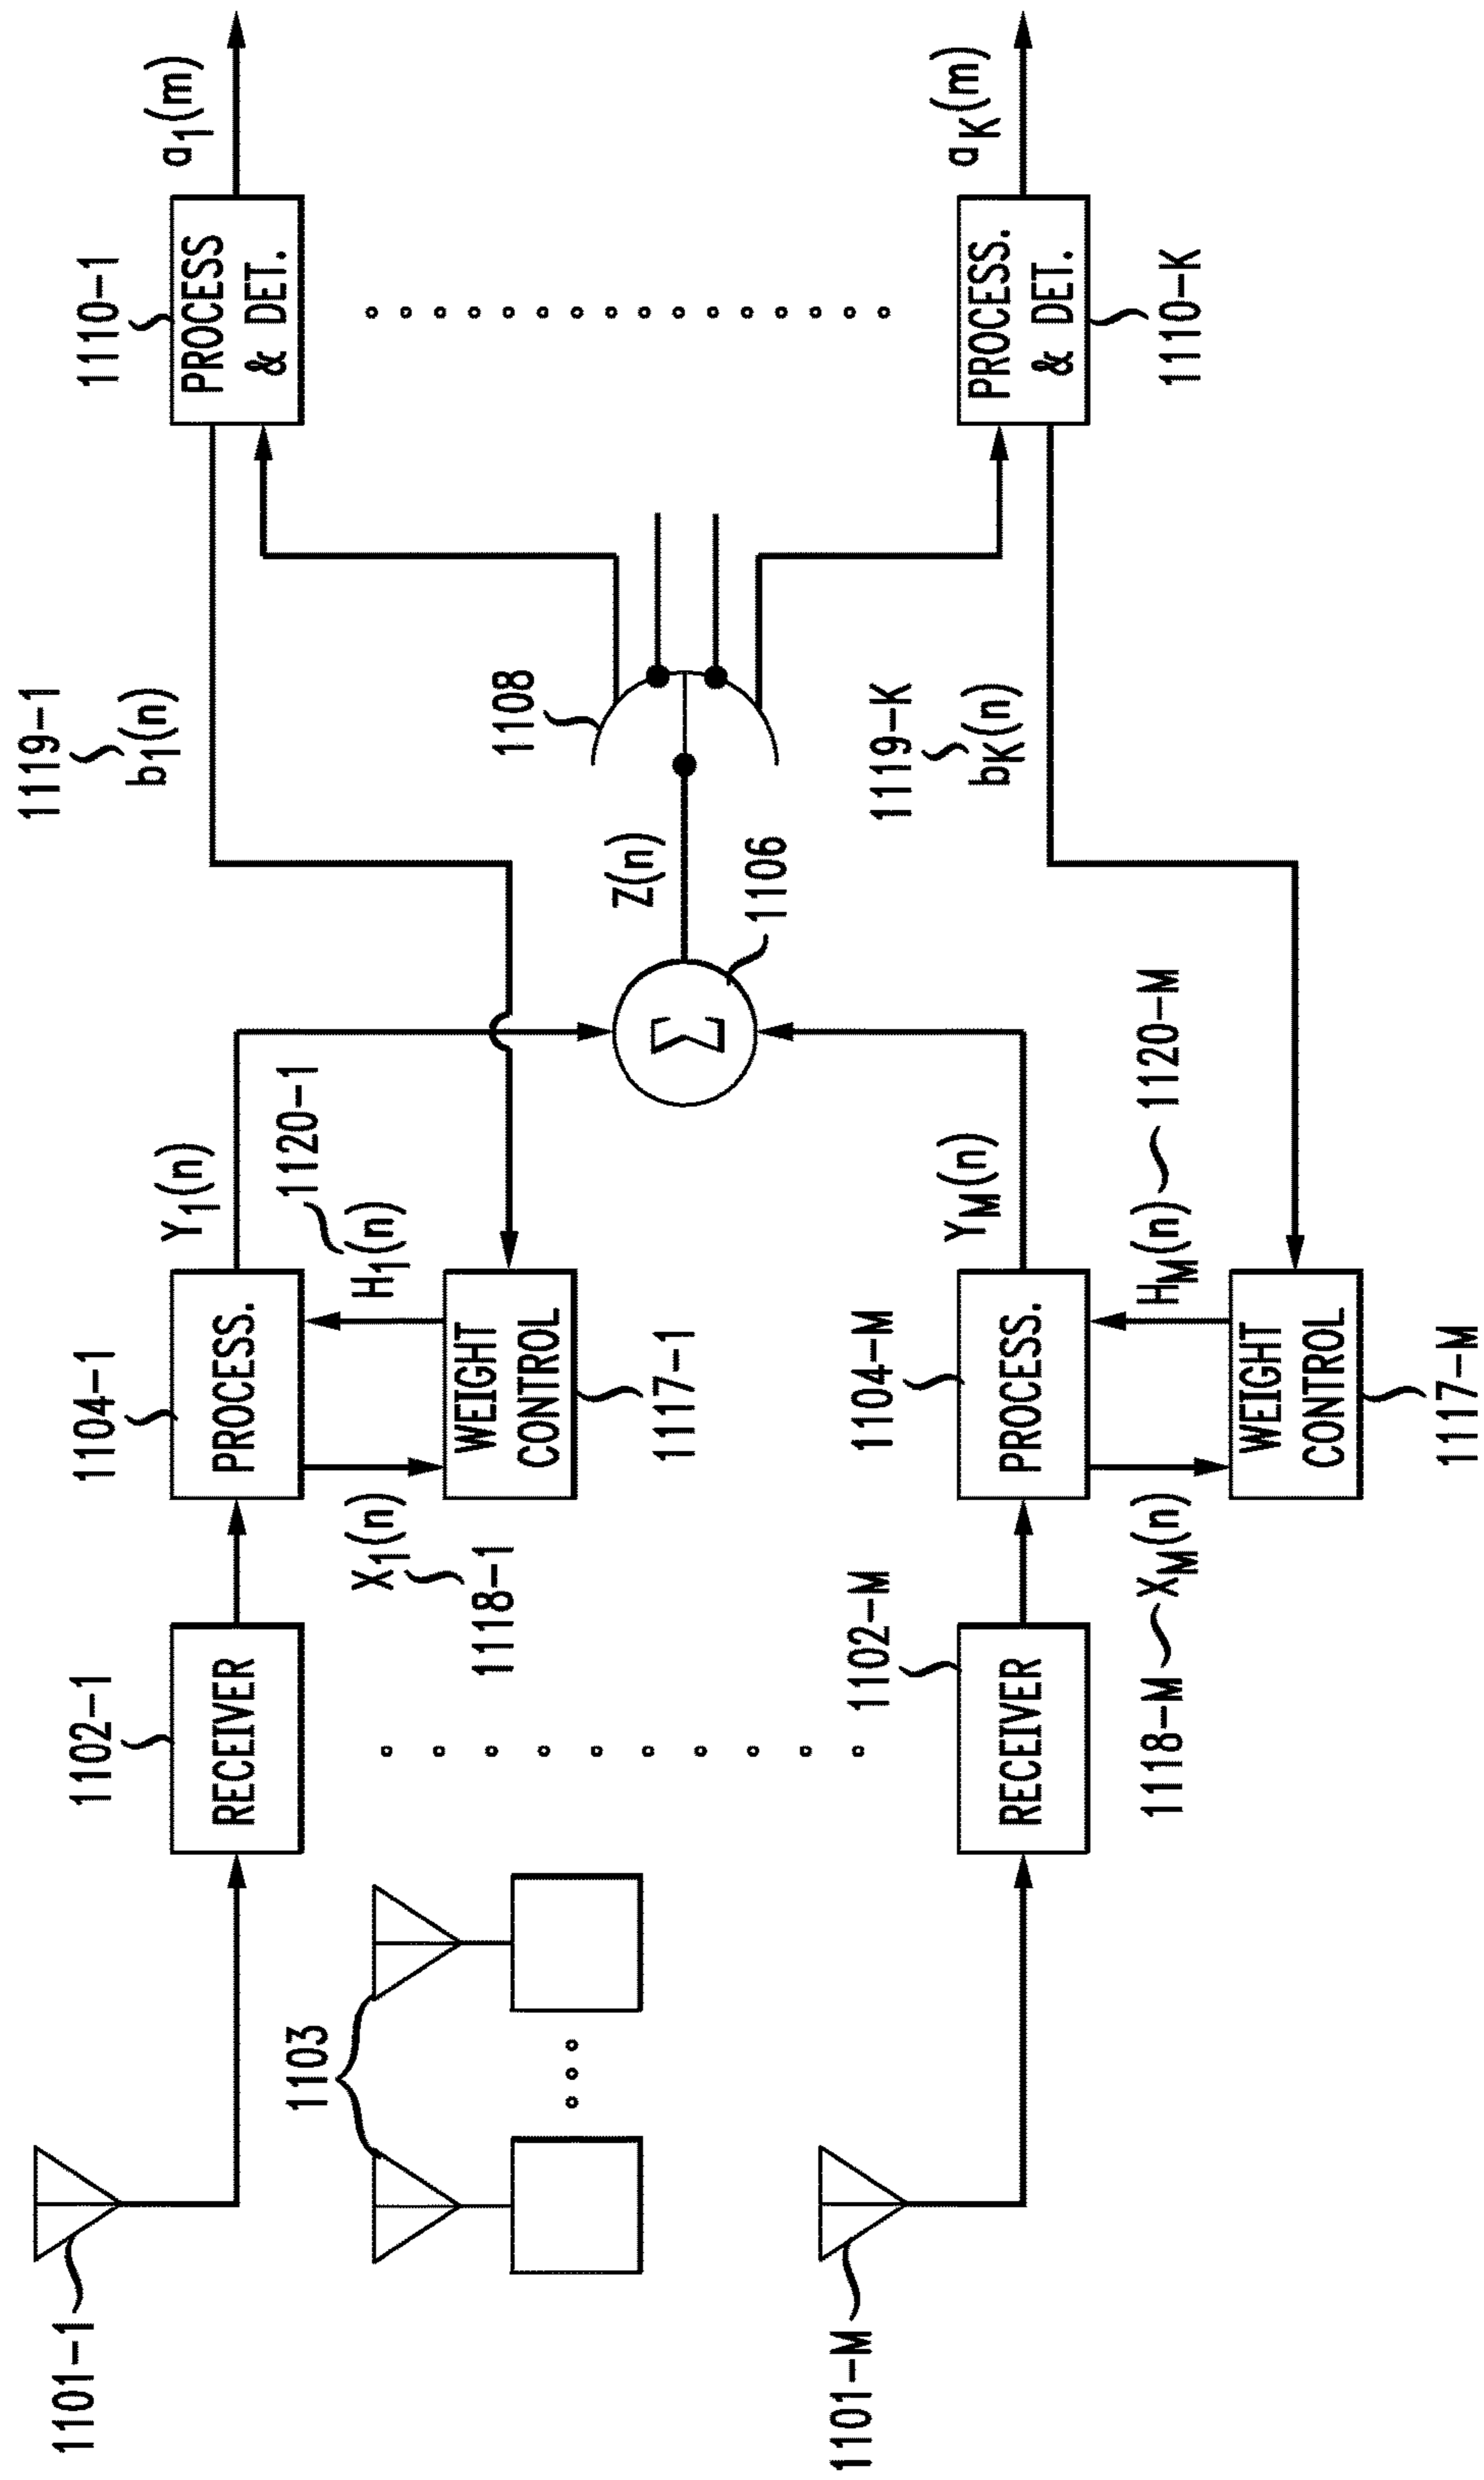 1101-1
1102-1
RECEIVER
1104-1
PROCESS.
Y1(n)
X1(n)
1118-1
H1(n)
1120-1
WEIGHT
CONTROL
1117-1
1119-1
b1(n)
1110-1
PROCESS
& DET.
a1(m)
1103
Σ
1106
Z(n)
1108
1101-M
1102-M
RECEIVER
1104-M
PROCESS.
YM(n)
1118-M
XM(n)
HM(n)
1120-M
WEIGHT
CONTROL
1117-M
1119-K
bK(n)
PROCESS.
& DET.
1110-K
aK(m)